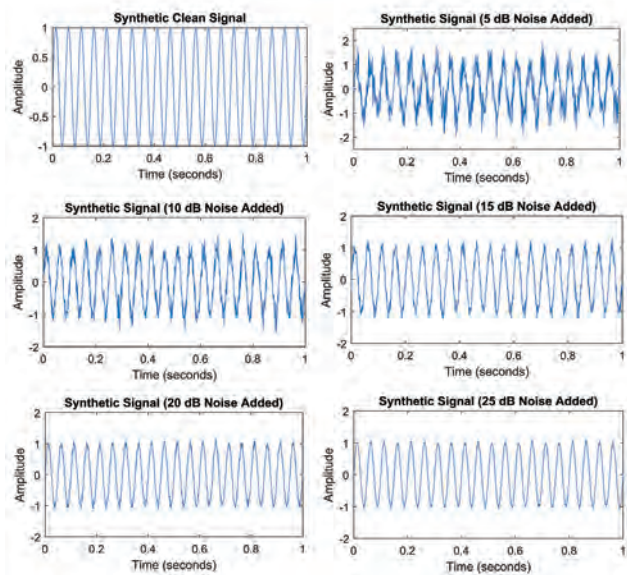 Synthetic Clean Signal
1
0.5
0
-0.5
-1
Amplitude
0 0.2 0.4 0.6 0.8 1
Time (seconds)
Synthetic Signal (5 dB Noise Added)
2
1
0
-1
-2
Amplitude
0 0.2 0.4 0.6 0.8 1
Time (seconds)
Synthetic Signal (10 dB Noise Added)
2
1
0
-1
-2
Amplitude
0 0.2 0.4 0.6 0.8 1
Time (seconds)
Synthetic Signal (15 dB Noise Added)
2
1
0
-1
-2
Amplitude
0 0.2 0.4 0.6 0.8 1
Time (seconds)
Synthetic Signal (20 dB Noise Added)
2
1
0
-1
-2
Amplitude
0 0.2 0.4 0.6 0.8 1
Time (seconds)
Synthetic Signal (25 dB Noise Added)
2
1
0
-1
-2
Amplitude
0 0.2 0.4 0.6 0.8 1
Time (seconds)